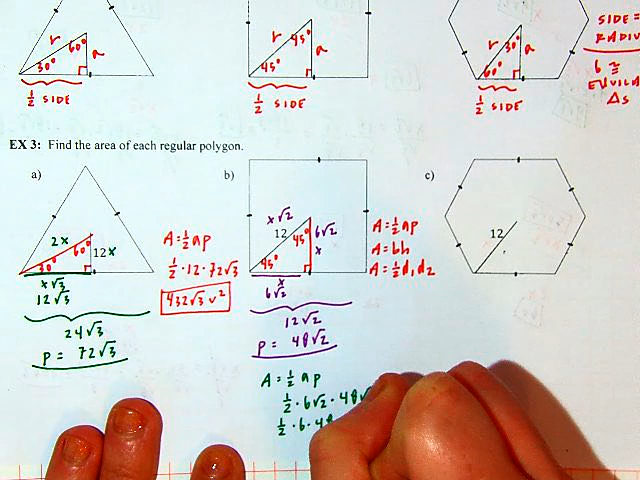 r 60° a
30°
1/2 SIDE
r 45° a
45°
1/2 SIDE
r 30° a
60°
1/2 SIDE
SIDE =
6 ≅
Δs
EX 3: Find the area of each regular polygon.
a)
2x 60° 12 x
30°
x√3
12√3
24√3
p = 72√3
A = 1/2 ap
1/2 · 12 · 72√3
432√3 u²
b)
x√2
12 45° 6√2
x
45°
x
6√2
12√2
p = 48√2
A = 1/2 ap
A = bh
A = 1/2 d₁d₂
A = 1/2 ap
1/2 · 6√2 · 48√
1/2 · 6 · 48
c)
12